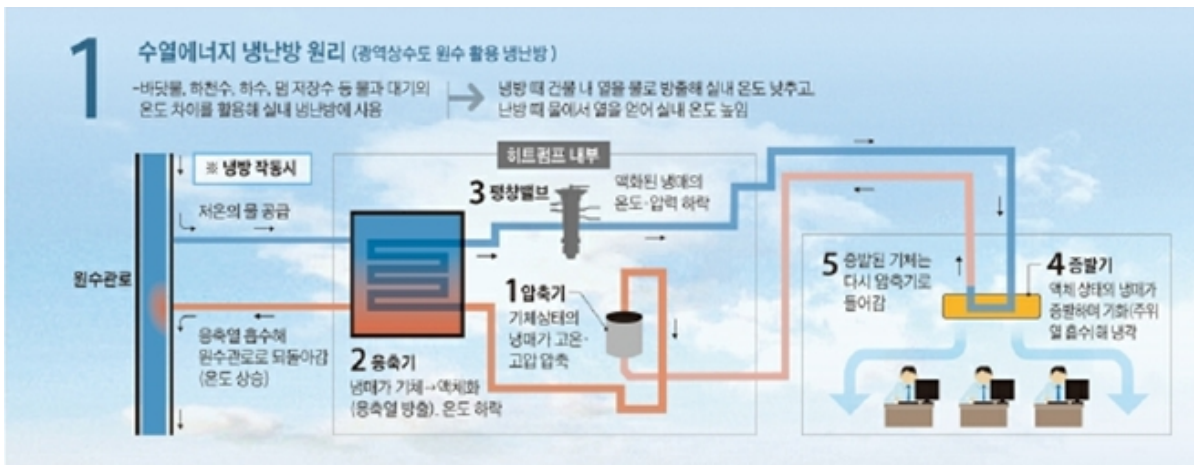 1
수열에너지 냉난방 원리 (광역상수도 원수 활용 냉난방)
-바닷물, 하천수, 하수, 댐 저장수 등 물과 대기의
온도 차이를 활용해 실내 냉난방에 사용
냉방 때 건물 내 열을 물로 방출해 실내 온도 낮추고,
난방 때 물에서 열을 얻어 실내 온도 높임
※ 냉방 작동시
히트펌프 내부
저온의 물 공급
3 팽창밸브
액화된 냉매의
온도·압력 하락
원수관로
1 압축기
기체상태의
냉매가 고온·
고압 압축
5 증발된 기체는
다시 압축기로
들어감
4 증발기
액체 상태의 냉매가
증발하며 기화(주위
열 흡수)해 냉각
응축열 흡수해
원수관로로 되돌아감
(온도 상승)
2 응축기
냉매가 기체→액체화
(응축열 방출). 온도 하락